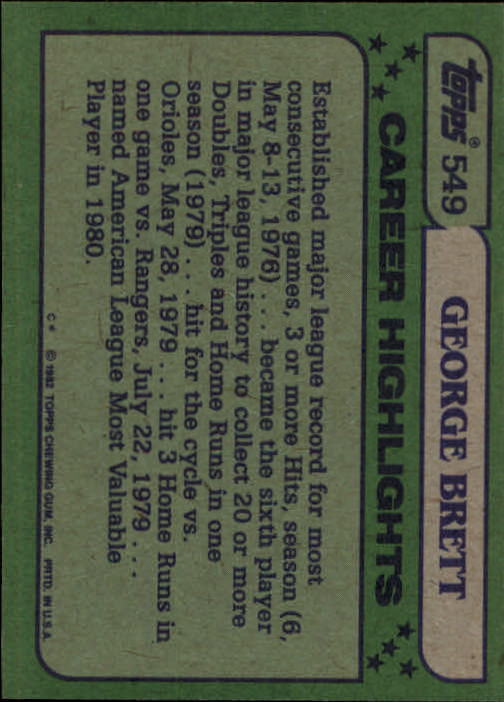 topps® 549
GEORGE BRETT
CAREER HIGHLIGHTS
Established major league record for most
consecutive games, 3 or more Hits, season (6,
May 8-13, 1976) . . . became the sixth player
in major league history to collect 20 or more
Doubles, Triples and Home Runs in one
season (1979) . . . hit for the cycle vs.
Orioles, May 28, 1979 . . . hit 3 Home Runs in
one game vs. Rangers, July 22, 1979 . . .
named American League Most Valuable
Player in 1980.
C* © 1982 TOPPS CHEWING GUM, INC. PRTD. IN U.S.A.